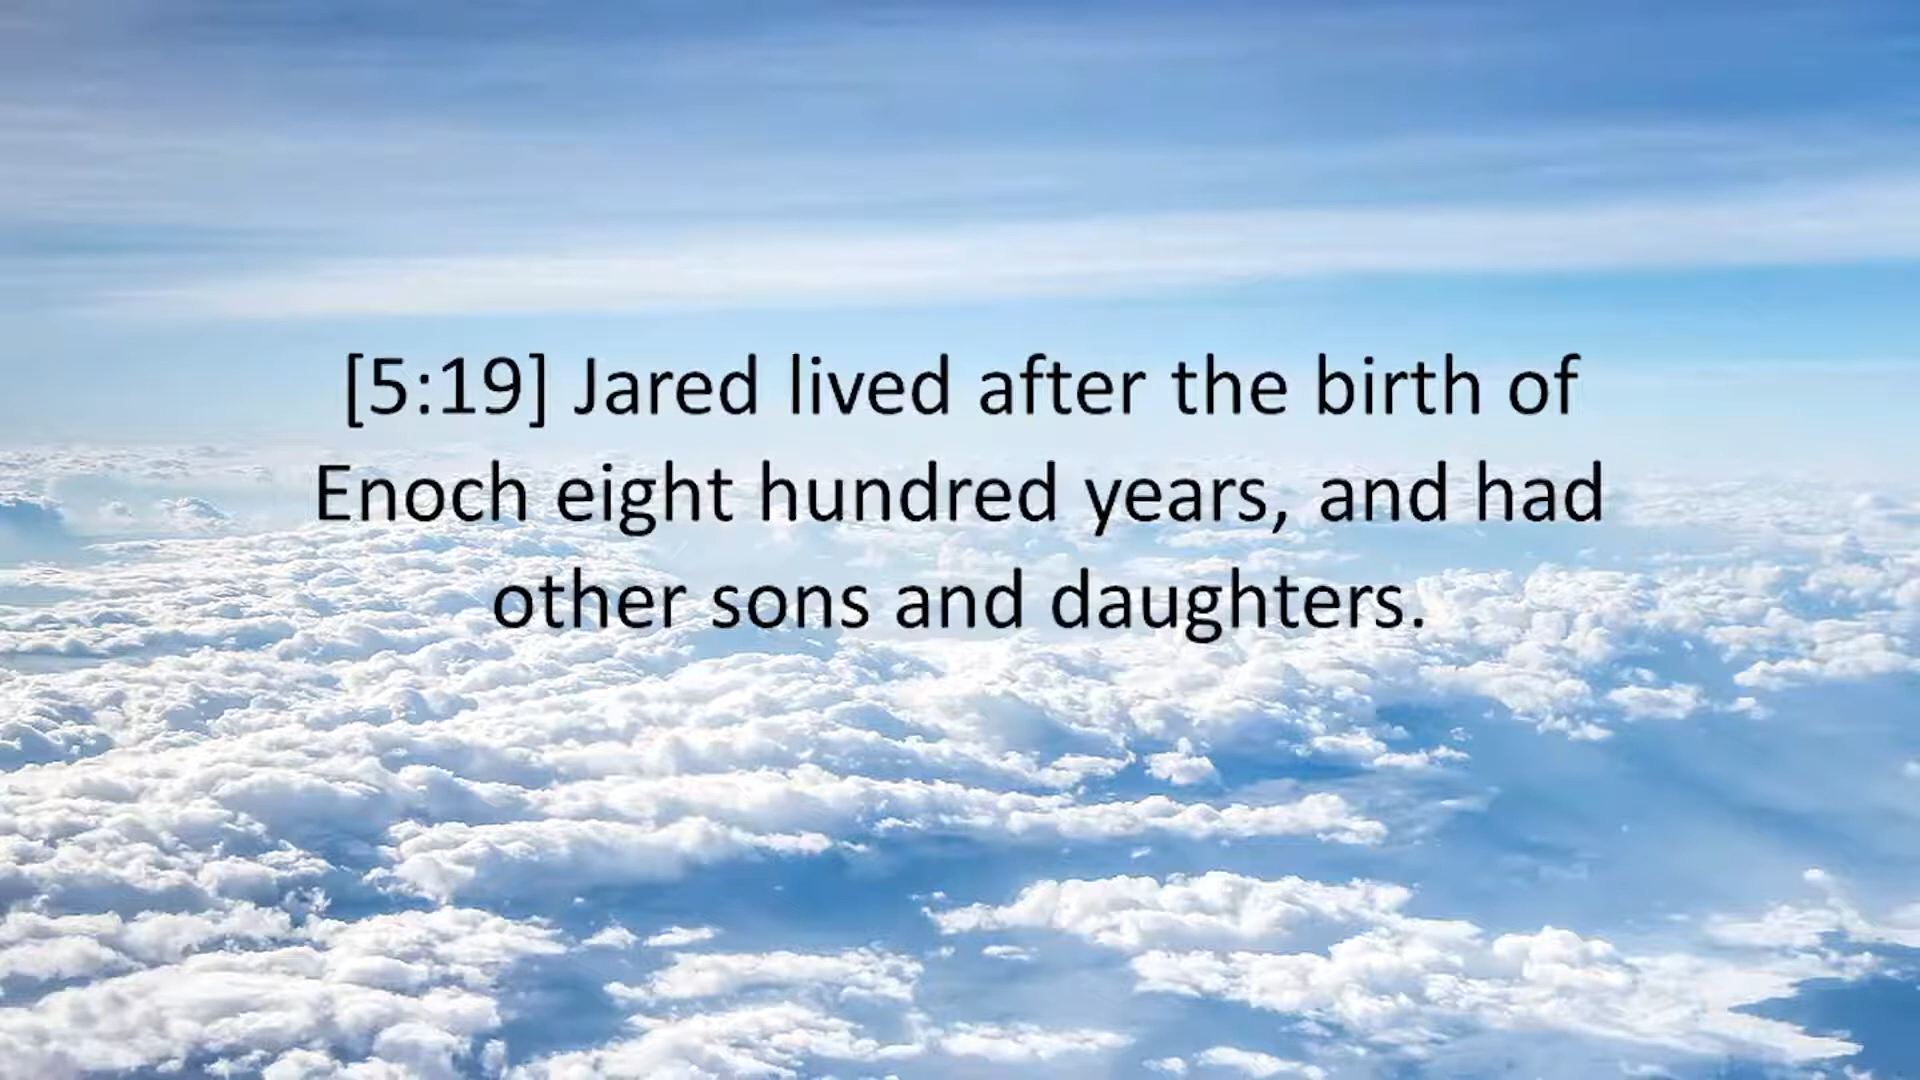 [5:19] Jared lived after the birth of
Enoch eight hundred years, and had
other sons and daughters.